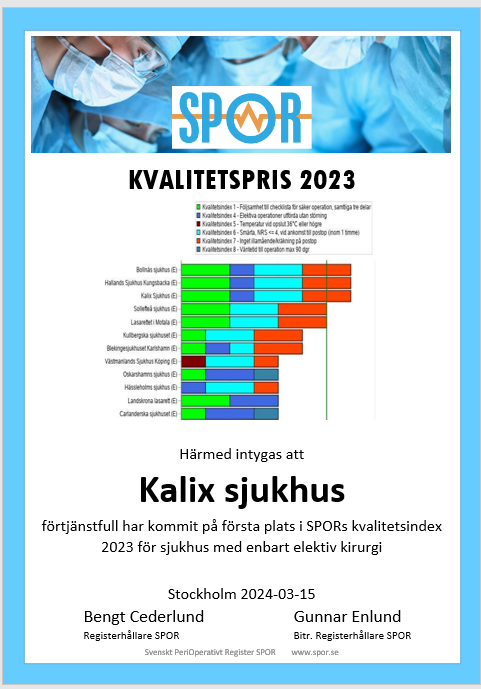 SPOR
KVALITETSPRIS 2023
Kvalitetsindex 1 - Följsamhet till checklista för säker operation, samtliga tre delar
Kvalitetsindex 4 - Elektiva operationer utförda utan störning
Kvalitetsindex 5 - Temperatur vid opslut 36°C eller högre
Kvalitetsindex 6 - Smärta, NRS <= 4, vid ankomst till postop (inom 1 timme)
Kvalitetsindex 7 - Inget illamående/kräkning på postop
Kvalitetsindex 8 - Väntetid till operation max 90 dgr
Bollnäs sjukhus (E)
Hallands Sjukhus Kungsbacka (E)
Kalix Sjukhus (E)
Sollefteå sjukhus (E)
Lasarettet i Motala (E)
Kullbergska sjukhuset (E)
Blekingesjukhuset Karlshamn (E)
Västmanlands Sjukhus Köping (E)
Oskarshamns sjukhus (E)
Hässleholms sjukhus (E)
Landskrona lasarett (E)
Carlanderska sjukhuset (E)
Härmed intygas att
Kalix sjukhus
förtjänstfull har kommit på första plats i SPORs kvalitetsindex
2023 för sjukhus med enbart elektiv kirurgi
Stockholm 2024-03-15
Bengt Cederlund Gunnar Enlund
Registerhållare SPOR Bitr. Registerhållare SPOR
Svenskt PeriOperativt Register SPOR www.spor.se